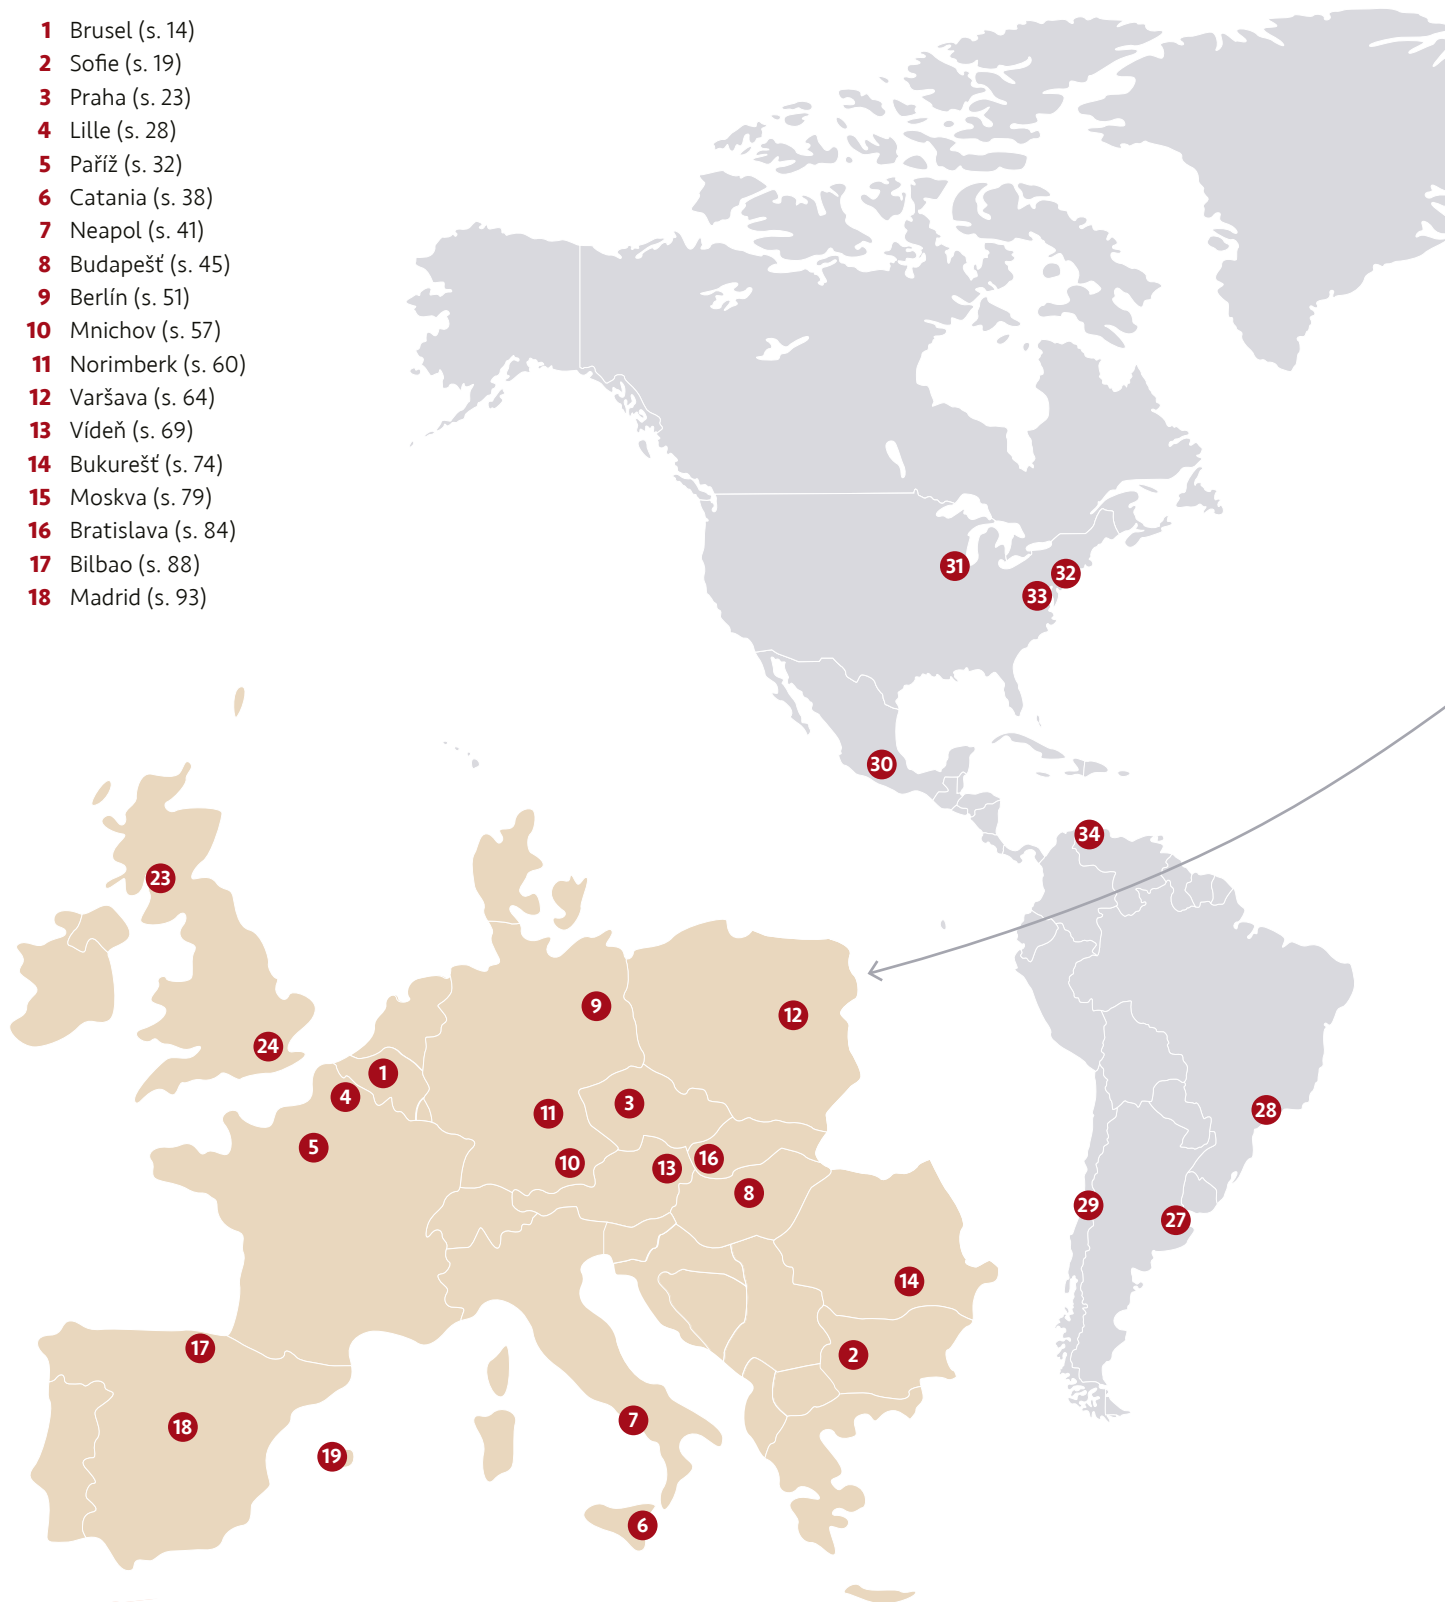 1 Brusel (s. 14)
2 Sofie (s. 19)
3 Praha (s. 23)
4 Lille (s. 28)
5 Paříž (s. 32)
6 Catania (s. 38)
7 Neapol (s. 41)
8 Budapešť (s. 45)
9 Berlín (s. 51)
10 Mnichov (s. 57)
11 Norimberk (s. 60)
12 Varšava (s. 64)
13 Vídeň (s. 69)
14 Bukurešť (s. 74)
15 Moskva (s. 79)
16 Bratislava (s. 84)
17 Bilbao (s. 88)
18 Madrid (s. 93)
31
32
33
30
34
23
9
12
24
1
4
3
11
28
5
16
10
13
8
29
27
14
17
2
7
18
19
6